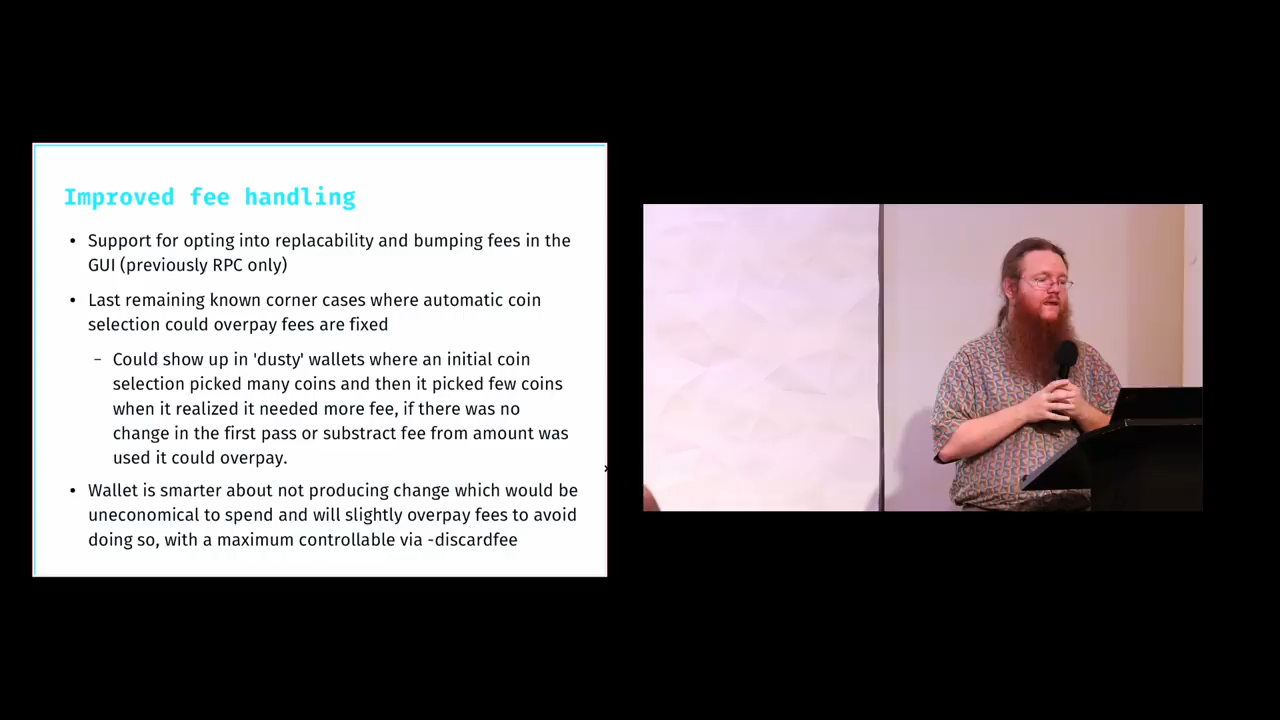 Improved fee handling
• Support for opting into replacability and bumping fees in the
GUI (previously RPC only)
• Last remaining known corner cases where automatic coin
selection could overpay fees are fixed
– Could show up in 'dusty' wallets where an initial coin
selection picked many coins and then it picked few coins
when it realized it needed more fee, if there was no
change in the first pass or substract fee from amount was
used it could overpay.
• Wallet is smarter about not producing change which would be
uneconomical to spend and will slightly overpay fees to avoid
doing so, with a maximum controllable via -discardfee